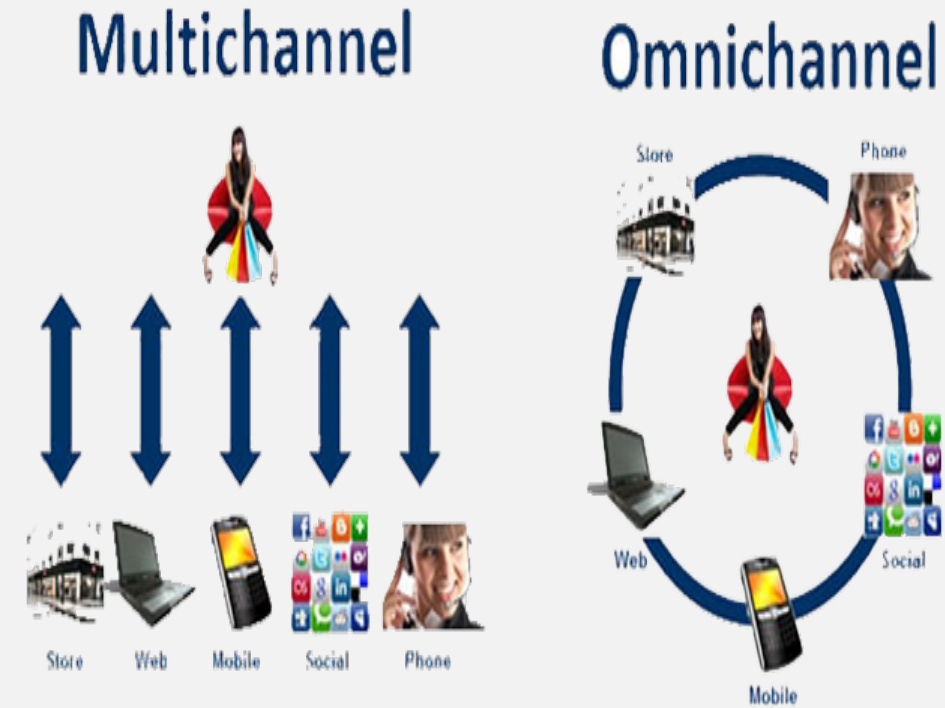 Multichannel
Omnichannel
Store
Phone
Web
Social
Mobile
Store
Web
Mobile
Social
Phone